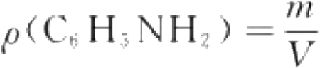 ρ(C₆H₅NH₂) = m/V